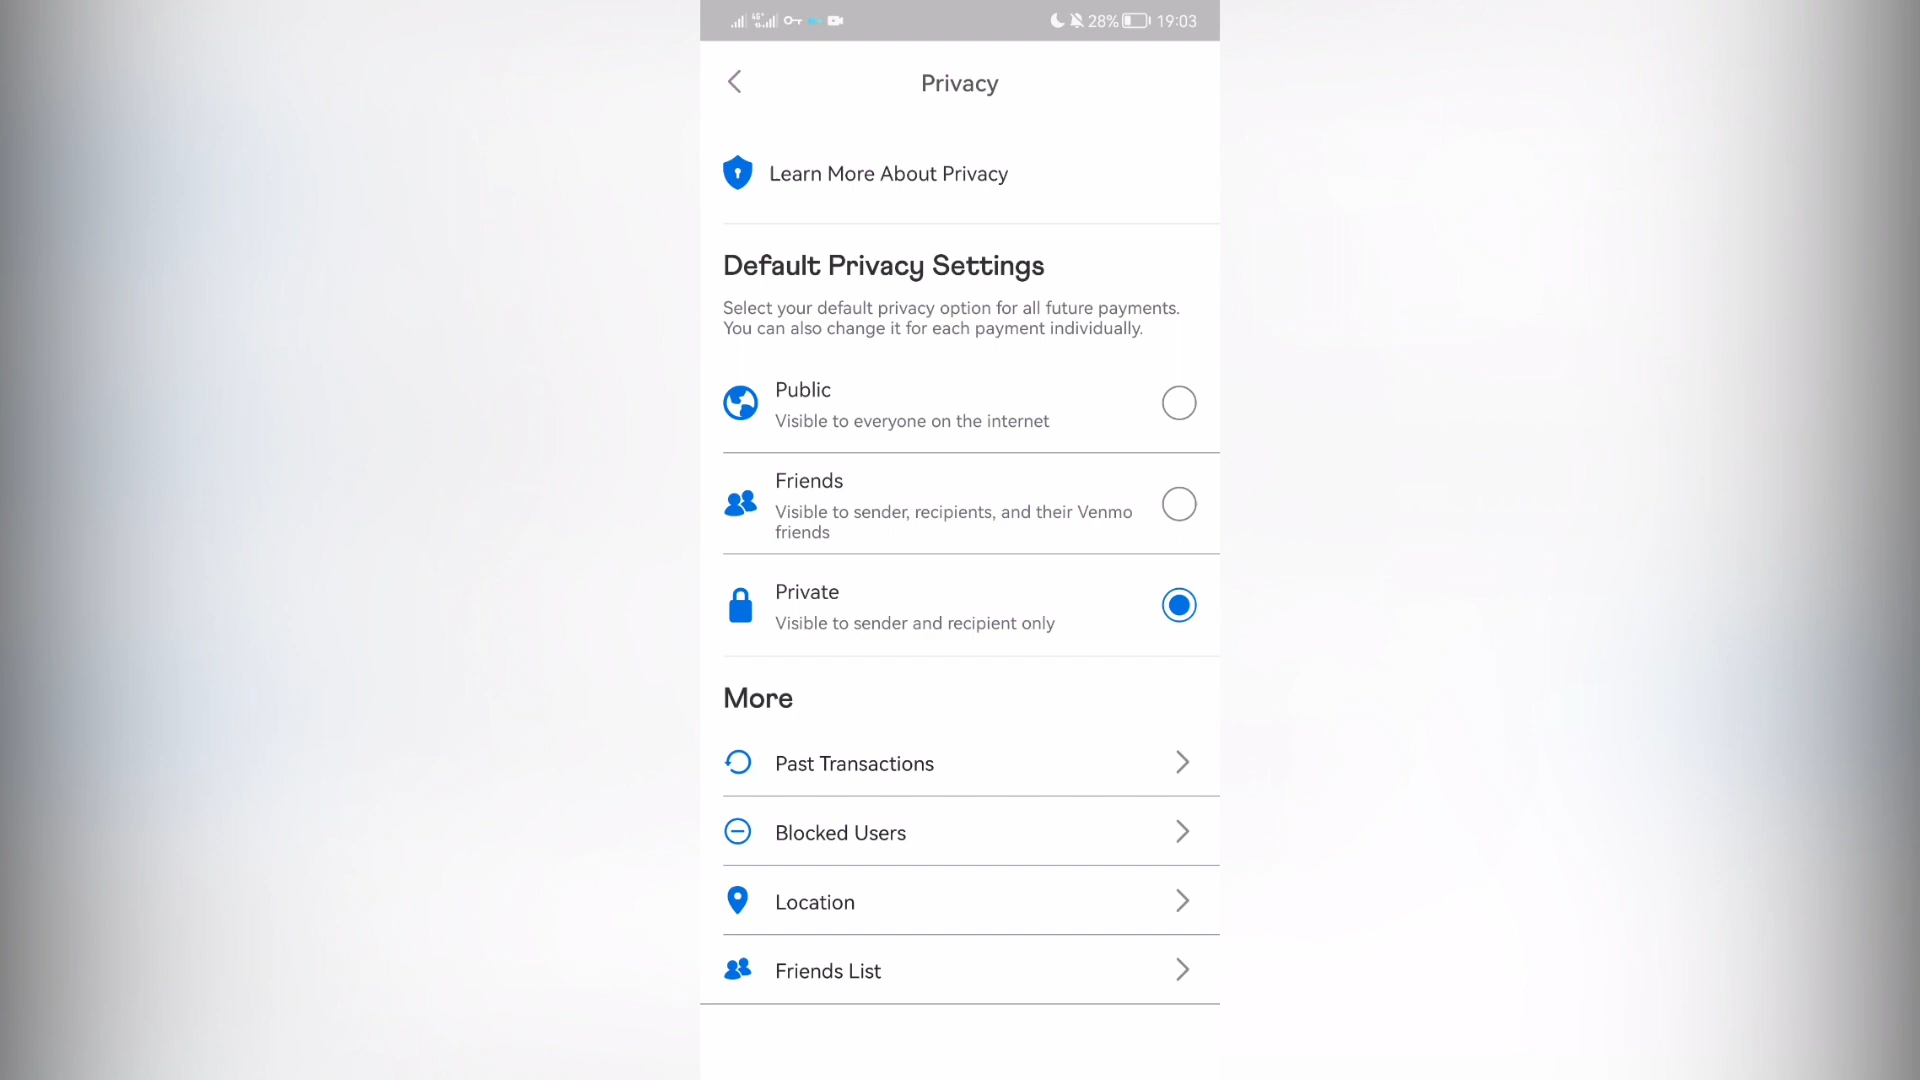 4G+
28%
19:03
Privacy
Learn More About Privacy
Default Privacy Settings
Select your default privacy option for all future payments.
You can also change it for each payment individually.
Public
Visible to everyone on the internet
Friends
Visible to sender, recipients, and their Venmo
friends
Private
Visible to sender and recipient only
More
Past Transactions
Blocked Users
Location
Friends List